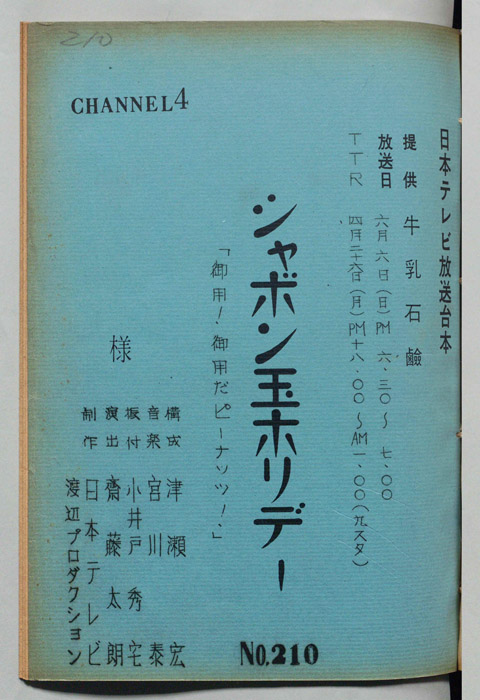 210
CHANNEL4
日本テレビ放送台本
提供 牛乳石鹸
放送日 六月六日(日)PM六.三〇〜七.〇〇
TTR 四月二十六日(月)PM十八.〇〇〜AM一.〇〇(九スタ)
シャボン玉ホリデー
「御用!御用だピーナッツ!」
様
構成 津瀬宏
音楽 宮川泰
振付 小井戸秀宅
演出 齋藤太朗
制作 日本テレビ
渡辺プロダクション
No.210